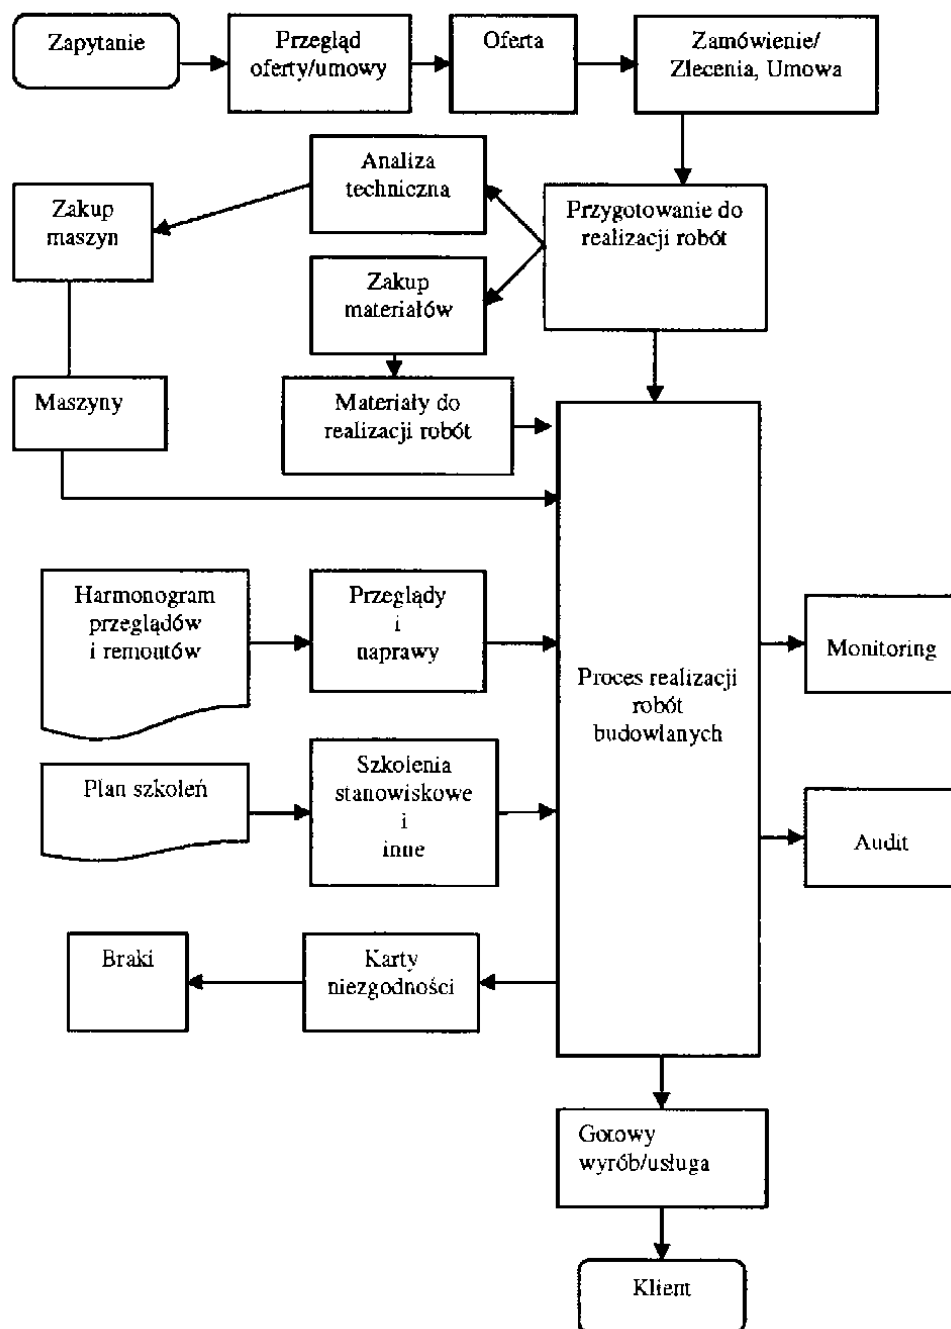 Zapytanie
Przegląd
oferty/umowy
Oferta
Zamówienie/
Zlecenia, Umowa
Analiza
techniczna
Zakup
maszyn
Przygotowanie do
realizacji robót
Zakup
materiałów
Maszyny
Materiały do
realizacji robót
Harmonogram
przeglądów
i remontów
Przeglądy
i
naprawy
Monitoring
Proces realizacji
robót
budowlanych
Plan szkoleń
Szkolenia
stanowiskowe
i
inne
Audit
Braki
Karty
niezgodności
Gotowy
wyrób/usługa
Klient